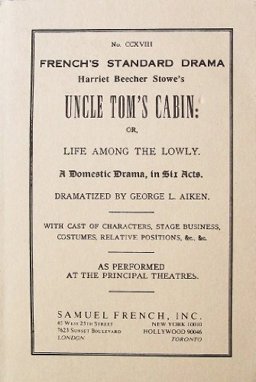 No. CCXVIII
FRENCH'S STANDARD DRAMA
Harriet Beecher Stowe's
UNCLE TOM'S CABIN:
OR,
LIFE AMONG THE LOWLY.
A Domestic Drama, in Six Acts.
DRAMATIZED BY GEORGE L. AIKEN.
WITH CAST OF CHARACTERS, STAGE BUSINESS,
COSTUMES, RELATIVE POSITIONS, &c., &c.
AS PERFORMED
AT THE PRINCIPAL THEATRES.
SAMUEL FRENCH, INC.
45 WEST 25TH STREET NEW YORK 10010
7623 SUNSET BOULEVARD HOLLYWOOD 90046
LONDON TORONTO